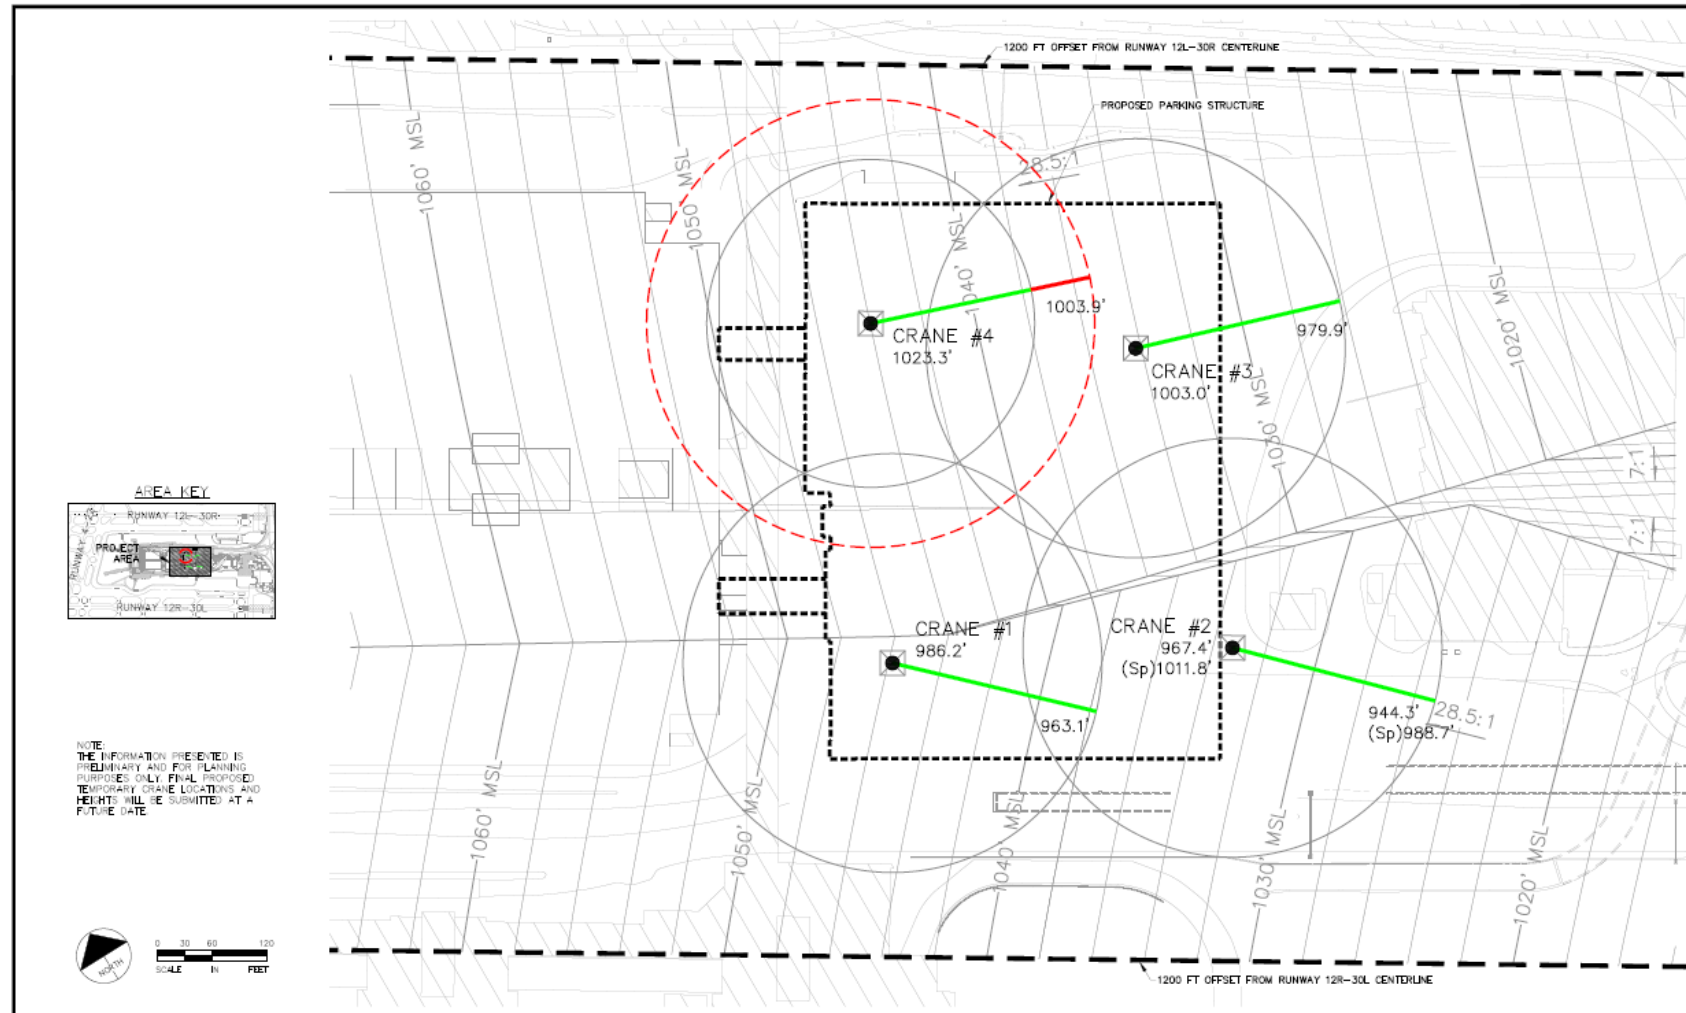 1200 FT OFFSET FROM RUNWAY 12L-30R CENTERLINE
PROPOSED PARKING STRUCTURE
28.5:1
1060' MSL
1050' MSL
1040' MSL
1030' MSL
1020' MSL
1003.9'
CRANE #4
1023.3'
979.9'
CRANE #3
1003.0'
7:1
7:1
AREA KEY
RUNWAY 12L-30R
RUNWAY 4
PROJECT
AREA
RUNWAY 12R-30L
CRANE #1
986.2'
963.1'
CRANE #2
967.4'
(Sp)1011.8'
944.3'
(Sp)988.7'
28.5:1
NOTE:
THE INFORMATION PRESENTED IS
PRELIMINARY AND FOR PLANNING
PURPOSES ONLY. FINAL PROPOSED
TEMPORARY CRANE LOCATIONS AND
HEIGHTS WILL BE SUBMITTED AT A
FUTURE DATE.
1060' MSL
1050' MSL
1040' MSL
1030' MSL
1020' MSL
NORTH
0 30 60 120
SCALE IN FEET
1200 FT OFFSET FROM RUNWAY 12R-30L CENTERLINE